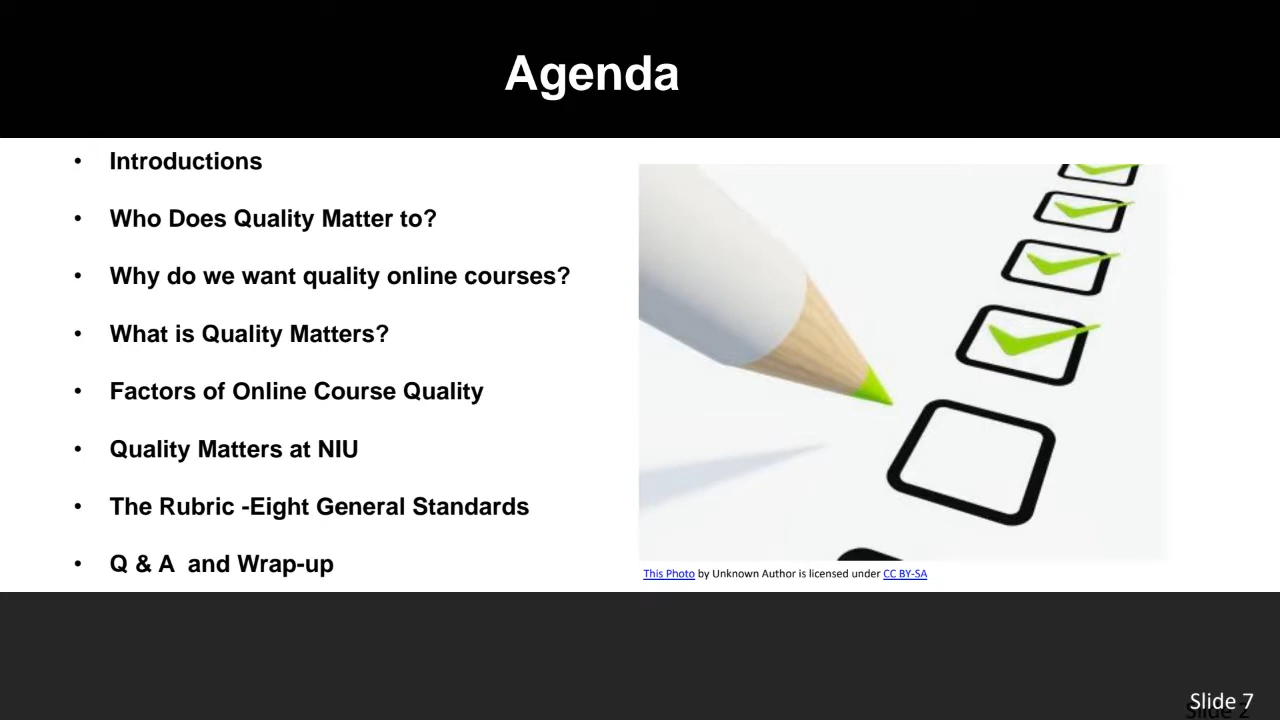 Agenda
• Introductions
• Who Does Quality Matter to?
• Why do we want quality online courses?
• What is Quality Matters?
• Factors of Online Course Quality
• Quality Matters at NIU
• The Rubric -Eight General Standards
• Q & A  and Wrap-up
This Photo by Unknown Author is licensed under CC BY-SA
Slide 7
Slide 2